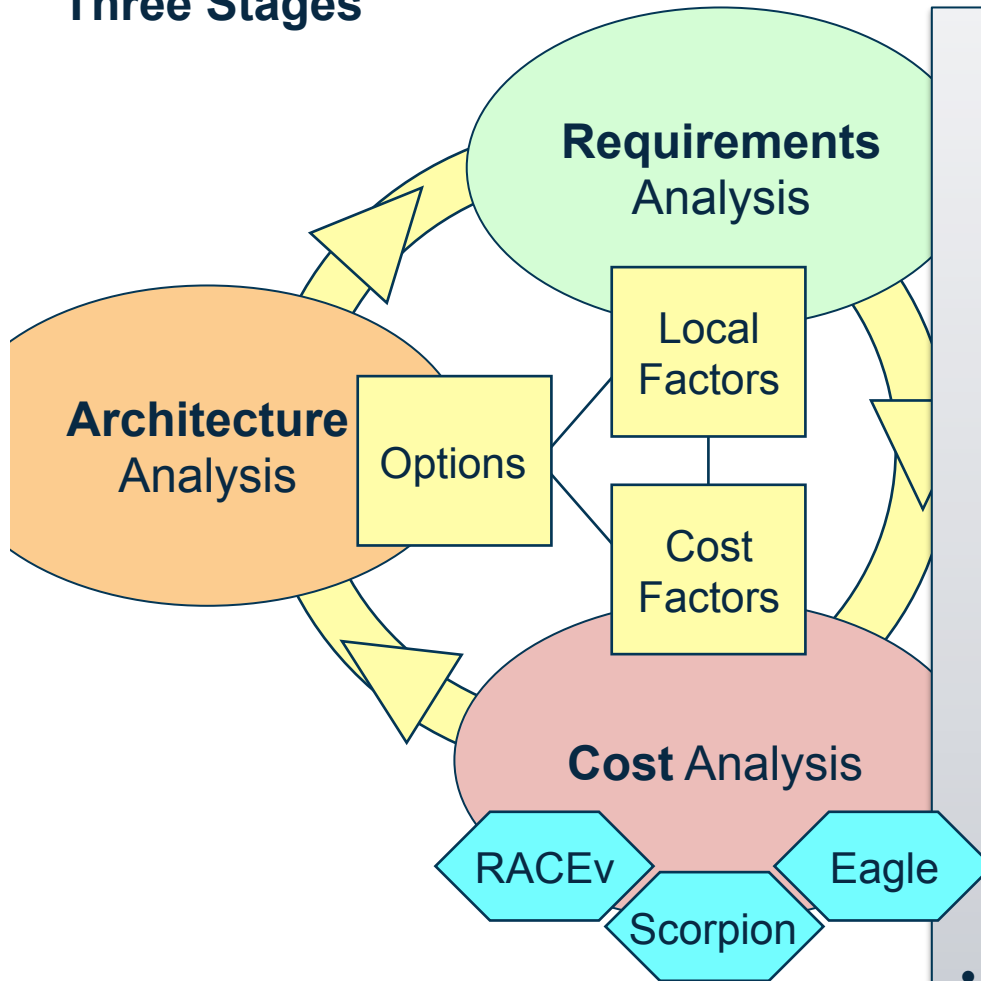 Three Stages
Requirements
Analysis
Local
Factors
Architecture
Analysis
Options
Cost
Factors
Cost Analysis
RACEv
Eagle
Scorpion
•